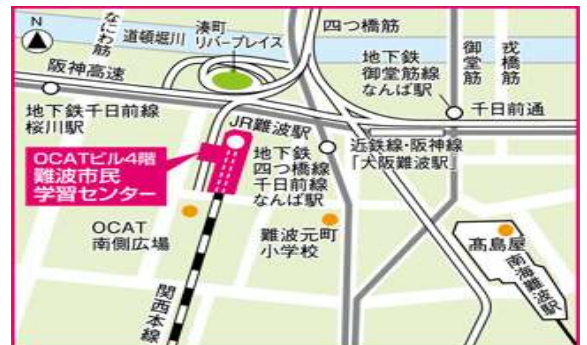 N
なにわ筋
道頓堀川
湊町
リバープレイス
四つ橋筋
御堂筋
戎橋筋
阪神高速
地下鉄
御堂筋線
なんば駅
千日前通
地下鉄千日前線
桜川駅
JR難波駅
近鉄線・阪神線
「大阪難波駅」
OCATビル4階
難波市民
学習センター
地下鉄
四つ橋線
千日前線
なんば駅
OCAT
南側広場
難波元町
小学校
髙島屋
南海難波駅
関西本線